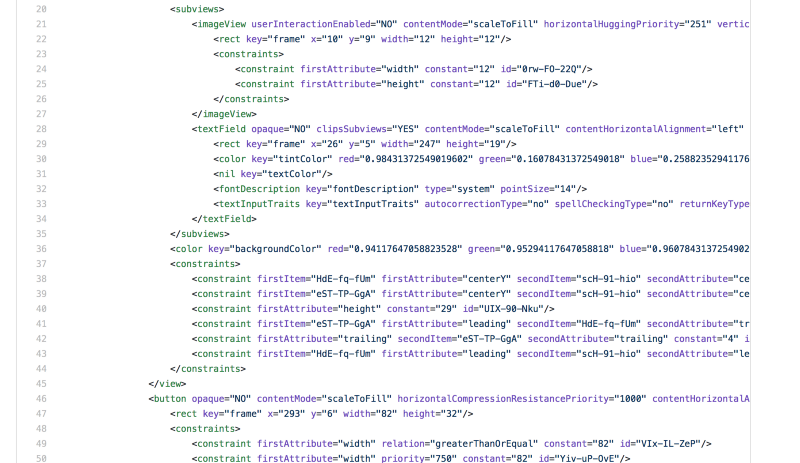 20 <subviews>
21 <imageView userInteractionEnabled="NO" contentMode="scaleToFill" horizontalHuggingPriority="251" vertic
22 <rect key="frame" x="10" y="9" width="12" height="12"/>
23 <constraints>
24 <constraint firstAttribute="width" constant="12" id="0rw-FO-22Q"/>
25 <constraint firstAttribute="height" constant="12" id="FTi-d0-Due"/>
26 </constraints>
27 </imageView>
28 <textField opaque="NO" clipsSubviews="YES" contentMode="scaleToFill" contentHorizontalAlignment="left"
29 <rect key="frame" x="26" y="5" width="247" height="19"/>
30 <color key="tintColor" red="0.98431372549019602" green="0.16078431372549018" blue="0.25882352941176
31 <nil key="textColor"/>
32 <fontDescription key="fontDescription" type="system" pointSize="14"/>
33 <textInputTraits key="textInputTraits" autocorrectionType="no" spellCheckingType="no" returnKeyType
34 </textField>
35 </subviews>
36 <color key="backgroundColor" red="0.94117647058823528" green="0.95294117647058818" blue="0.9607843137254902
37 <constraints>
38 <constraint firstItem="HdE-fq-fUm" firstAttribute="centerY" secondItem="scH-91-hio" secondAttribute="ce
39 <constraint firstItem="eST-TP-GgA" firstAttribute="centerY" secondItem="scH-91-hio" secondAttribute="ce
40 <constraint firstAttribute="height" constant="29" id="UIX-90-Nku"/>
41 <constraint firstItem="eST-TP-GgA" firstAttribute="leading" secondItem="HdE-fq-fUm" secondAttribute="tr
42 <constraint firstAttribute="trailing" secondItem="eST-TP-GgA" secondAttribute="trailing" constant="4" i
43 <constraint firstItem="HdE-fq-fUm" firstAttribute="leading" secondItem="scH-91-hio" secondAttribute="le
44 </constraints>
45 </view>
46 <button opaque="NO" contentMode="scaleToFill" horizontalCompressionResistancePriority="1000" contentHorizontalA
47 <rect key="frame" x="293" y="6" width="82" height="32"/>
48 <constraints>
49 <constraint firstAttribute="width" relation="greaterThanOrEqual" constant="82" id="VIx-IL-ZeP"/>
50 <constraint firstAttribute="width" priority="750" constant="82" id="Yiv-uP-OvE"/>